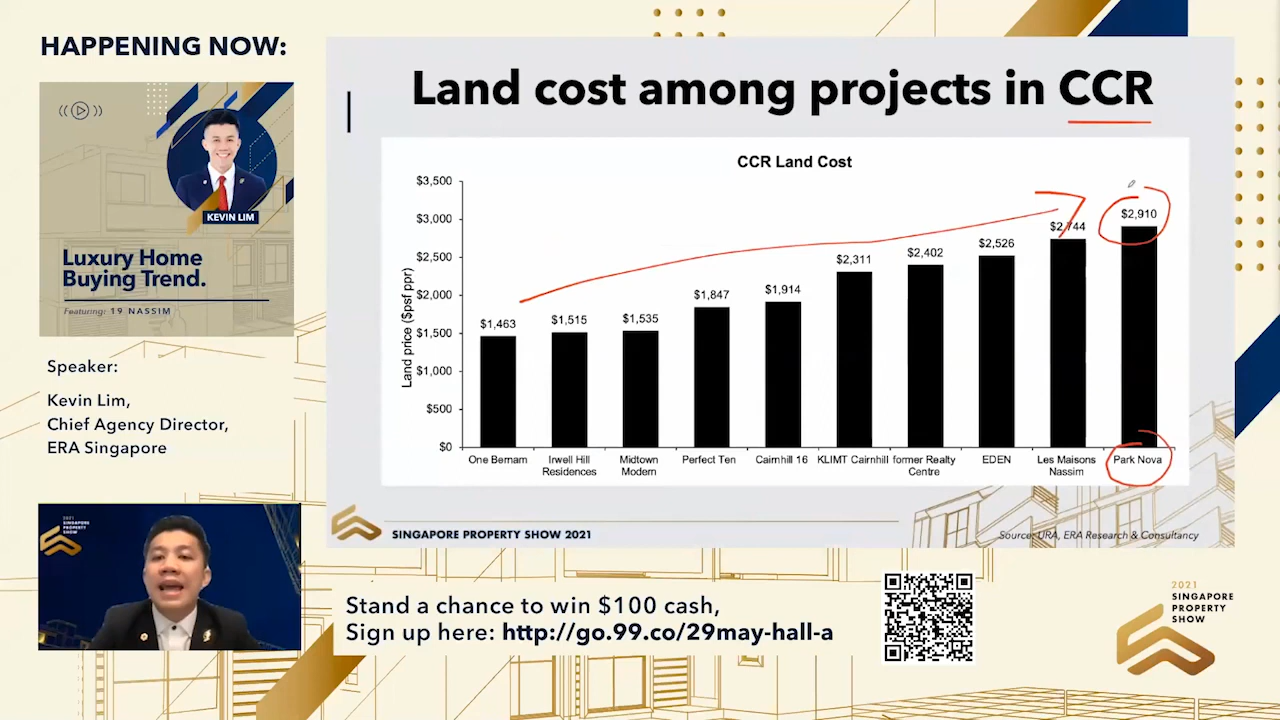 HAPPENING NOW:
KEVIN LIM
Luxury Home
Buying Trend.
Featuring: 19 NASSIM
Speaker:
Kevin Lim,
Chief Agency Director,
ERA Singapore
2021
SINGAPORE
PROPERTY
SHOW
Land cost among projects in CCR
CCR Land Cost
Land price ($psf ppr)
$3,500
$3,000
$2,500
$2,000
$1,500
$1,000
$500
$0
$1,463
$1,515
$1,535
$1,847
$1,914
$2,311
$2,402
$2,526
$2,744
$2,910
One Bernam
Irwell Hill
Residences
Midtown
Modern
Perfect Ten
Cairnhill 16
KLIMT Cairnhill
former Realty
Centre
EDEN
Les Maisons
Nassim
Park Nova
SINGAPORE PROPERTY SHOW 2021
Source: URA, ERA Research & Consultancy
Stand a chance to win $100 cash,
Sign up here: http://go.99.co/29may-hall-a
2021
SINGAPORE
PROPERTY
SHOW